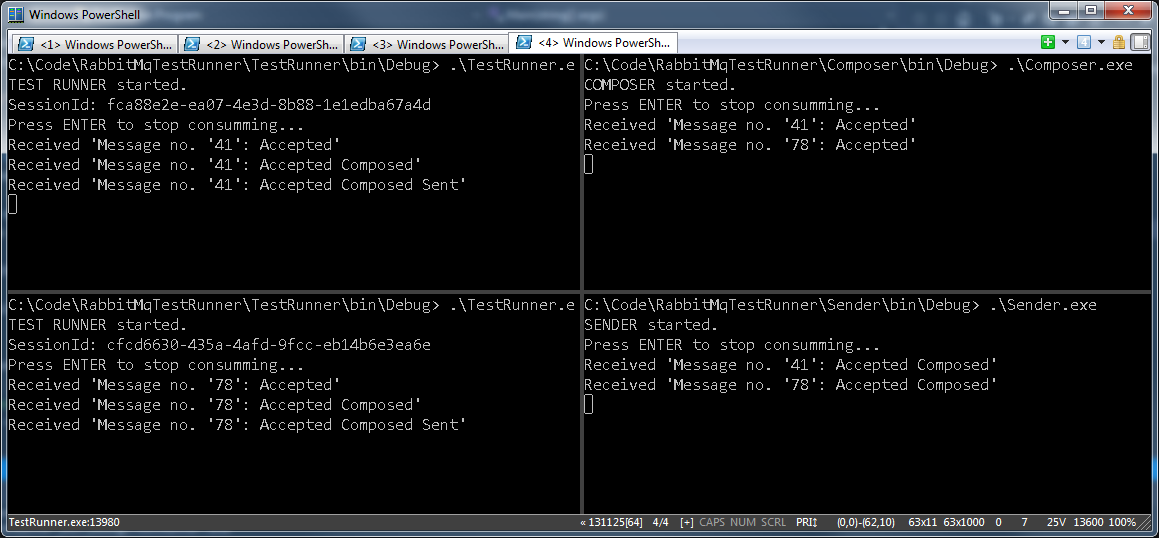 Windows PowerShell
<1> Windows PowerSh...
<2> Windows PowerSh...
<3> Windows PowerSh...
<4> Windows PowerSh...
C:\Code\RabbitMqTestRunner\TestRunner\bin\Debug> .\TestRunner.e
TEST RUNNER started.
SessionId: fca88e2e-ea07-4e3d-8b88-1e1edba67a4d
Press ENTER to stop consumming...
Received 'Message no. '41': Accepted'
Received 'Message no. '41': Accepted Composed'
Received 'Message no. '41': Accepted Composed Sent'
C:\Code\RabbitMqTestRunner\Composer\bin\Debug> .\Composer.exe
COMPOSER started.
Press ENTER to stop consumming...
Received 'Message no. '41': Accepted'
Received 'Message no. '78': Accepted'
C:\Code\RabbitMqTestRunner\TestRunner\bin\Debug> .\TestRunner.e
TEST RUNNER started.
SessionId: cfcd6630-435a-4afd-9fcc-eb14b6e3ea6e
Press ENTER to stop consumming...
Received 'Message no. '78': Accepted'
Received 'Message no. '78': Accepted Composed'
Received 'Message no. '78': Accepted Composed Sent'
C:\Code\RabbitMqTestRunner\Sender\bin\Debug> .\Sender.exe
SENDER started.
Press ENTER to stop consumming...
Received 'Message no. '41': Accepted Composed'
Received 'Message no. '78': Accepted Composed'
TestRunner.exe:13980
« 131125[64] 4/4 [+] CAPS NUM SCRL PRI↕ (0,0)-(62,10) 63x11 63x1000 0 7 25V 13600 100%